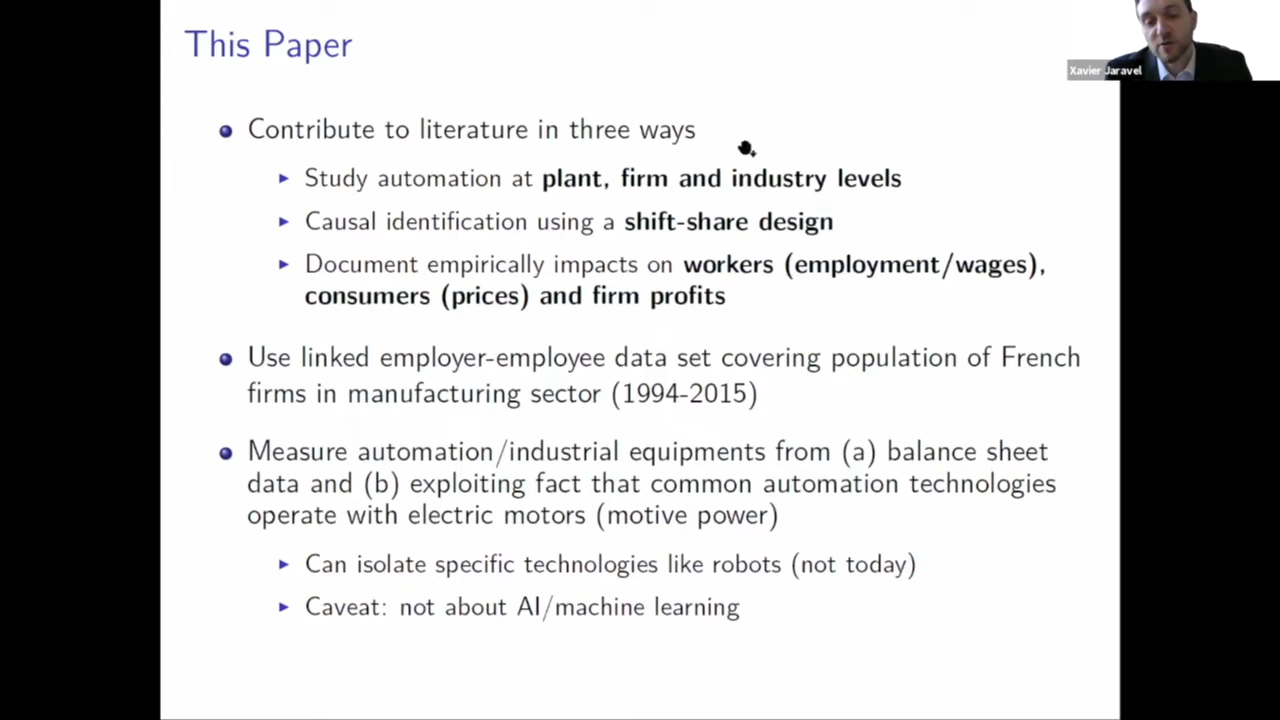 This Paper
Xavier Jaravel
Contribute to literature in three ways
Study automation at plant, firm and industry levels
Causal identification using a shift-share design
Document empirically impacts on workers (employment/wages),
consumers (prices) and firm profits
Use linked employer-employee data set covering population of French
firms in manufacturing sector (1994-2015)
Measure automation/industrial equipments from (a) balance sheet
data and (b) exploiting fact that common automation technologies
operate with electric motors (motive power)
Can isolate specific technologies like robots (not today)
Caveat: not about AI/machine learning